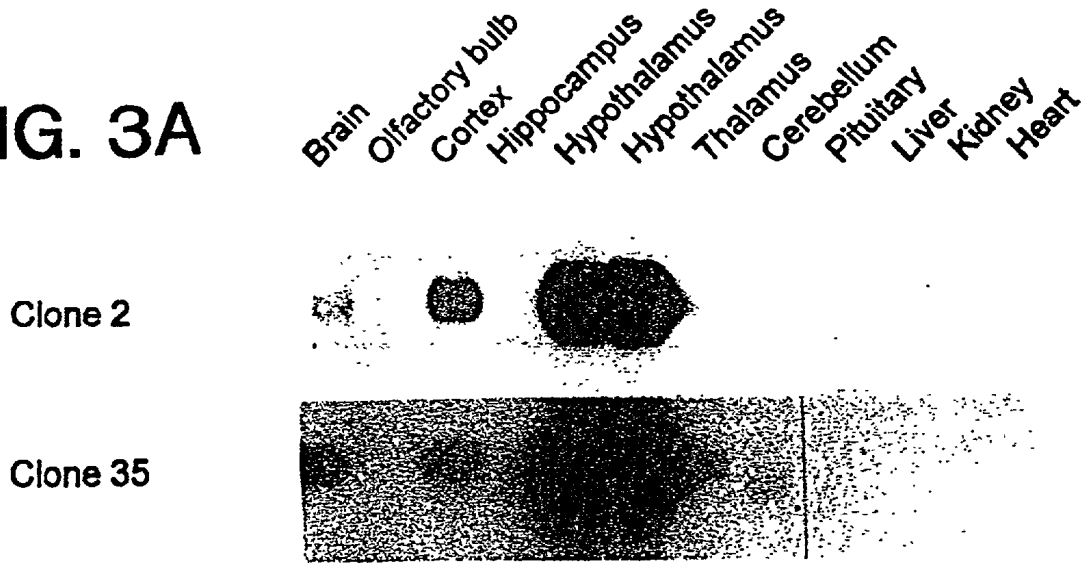 IG. 3A
Brain
Olfactory bulb
Cortex
Hippocampus
Hypothalamus
Hypothalamus
Thalamus
Cerebellum
Pituitary
Liver
Kidney
Heart
Clone 2
Clone 35